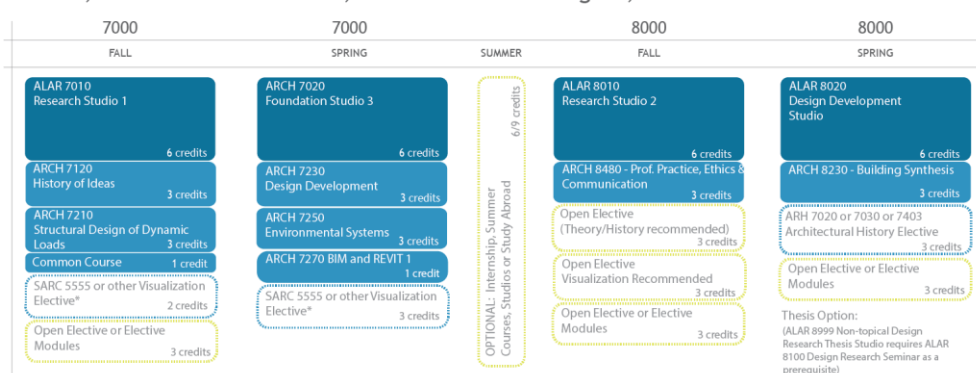 7000
7000
8000
8000
FALL
SPRING
SUMMER
FALL
SPRING
ALAR 7010
Research Studio 1
6 credits
ARCH 7120
History of Ideas
3 credits
ARCH 7210
Structural Design of Dynamic
Loads
3 credits
Common Course
1 credit
SARC 5555 or other Visualization
Elective*
2 credits
Open Elective or Elective
Modules
3 credits
ARCH 7020
Foundation Studio 3
6 credits
ARCH 7230
Design Development
3 credits
ARCH 7250
Environmental Systems
3 credits
ARCH 7270 BIM and REVIT 1
1 credit
SARC 5555 or other Visualization
Elective*
3 credits
6/9 credits
OPTIONAL: Internship, Summer
Courses, Studios or Study Abroad
ALAR 8010
Research Studio 2
6 credits
ARCH 8480 - Prof. Practice, Ethics &
Communication
3 credits
Open Elective
(Theory/History recommended)
3 credits
Open Elective
Visualization Recommended
3 credits
Open Elective or Elective
Modules
3 credits
ALAR 8020
Design Development
Studio
6 credits
ARCH 8230 - Building Synthesis
3 credits
ARH 7020 or 7030 or 7403
Architectural History Elective
3 credits
Open Elective or Elective
Modules
3 credits
Thesis Option:
(ALAR 8999 Non-topical Design
Research Thesis Studio requires ALAR
8100 Design Research Seminar as a
prerequisite)